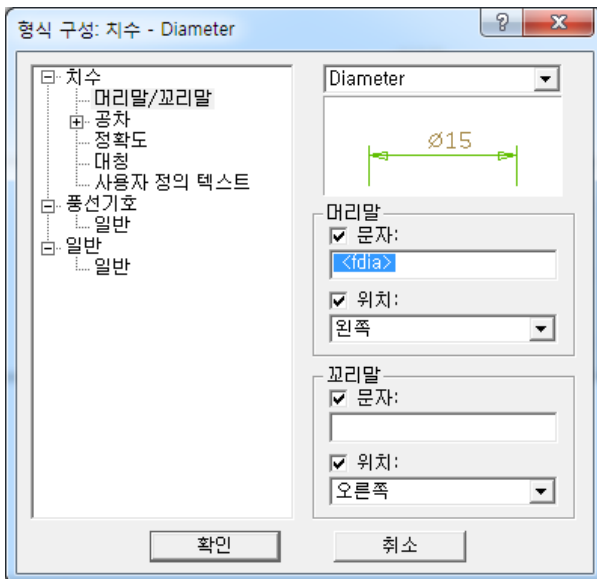 형식 구성: 치수 - Diameter
치수
머리말/꼬리말
공차
정확도
대칭
사용자 정의 텍스트
풍선기호
일반
일반
일반
Diameter
Ø15
머리말
문자:
<fdia>
위치:
왼쪽
꼬리말
문자:
위치:
오른쪽
확인
취소